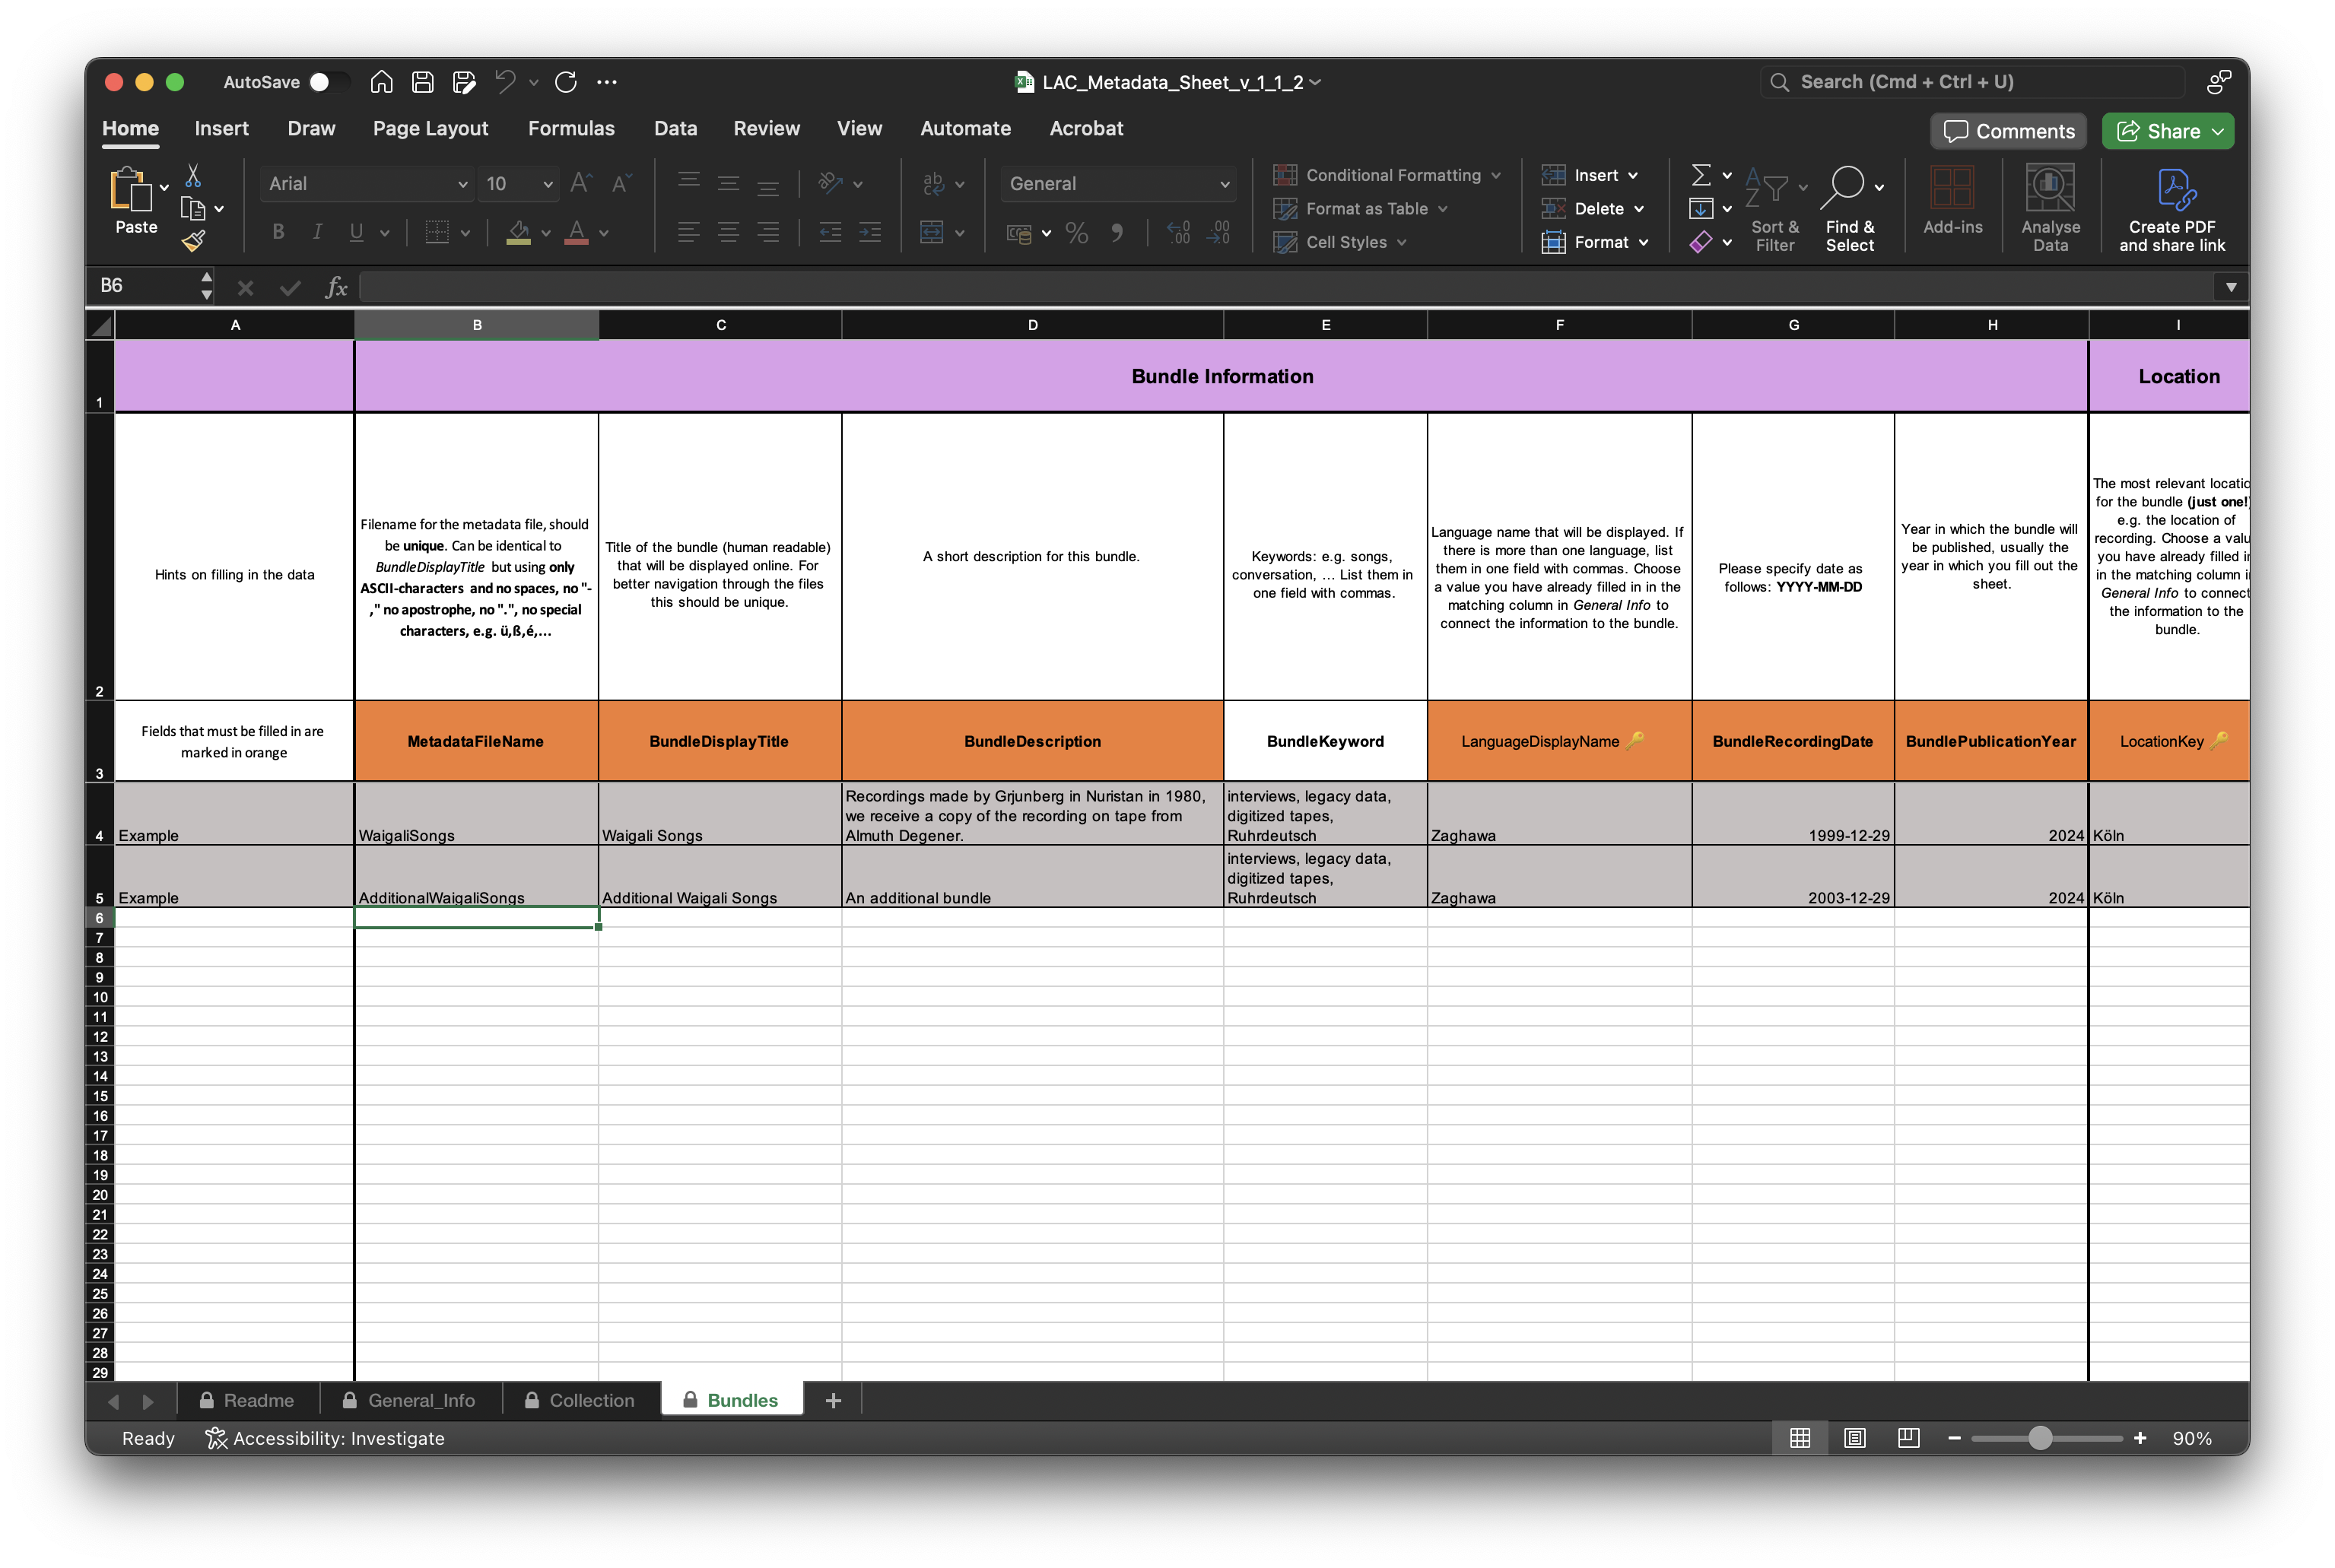 AutoSave
LAC_Metadata_Sheet_v_1_1_2
Search (Cmd + Ctrl + U)
Home Insert Draw Page Layout Formulas Data Review View Automate Acrobat
Comments
Share
Paste
Arial
10
General
Conditional Formatting
Format as Table
Cell Styles
Insert
Delete
Format
Sort &
Filter
Find &
Select
Add-ins
Analyse
Data
Create PDF
and share link
B6
fx
A B C D E F G H I
1
Bundle Information
Location
2
Hints on filling in the data
Filename for the metadata file, should
be unique. Can be identical to
BundleDisplayTitle but using only
ASCII-characters and no spaces, no "-
," no apostrophe, no ".", no special
characters, e.g. ü,ß,é,...
Title of the bundle (human readable)
that will be displayed online. For
better navigation through the files
this should be unique.
A short description for this bundle.
Keywords: e.g. songs,
conversation, ... List them in
one field with commas.
Language name that will be displayed. If
there is more than one language, list
them in one field with commas. Choose
a value you have already filled in in the
matching column in General Info to
connect the information to the bundle.
Please specify date as
follows: YYYY-MM-DD
Year in which the bundle will
be published, usually the
year in which you fill out the
sheet.
The most relevant locatio
for the bundle (just one!)
e.g. the location of
recording. Choose a valu
you have already filled in
in the matching column i
General Info to connect
the information to the
bundle.
3
Fields that must be filled in are
marked in orange
MetadataFileName
BundleDisplayTitle
BundleDescription
BundleKeyword
LanguageDisplayName 🔑
BundleRecordingDate
BundlePublicationYear
LocationKey 🔑
4
Example
WaigaliSongs
Waigali Songs
Recordings made by Grjunberg in Nuristan in 1980,
we receive a copy of the recording on tape from
Almuth Degener.
interviews, legacy data,
digitized tapes,
Ruhrdeutsch
Zaghawa
1999-12-29
2024
Köln
5
Example
AdditionalWaigaliSongs
Additional Waigali Songs
An additional bundle
interviews, legacy data,
digitized tapes,
Ruhrdeutsch
Zaghawa
2003-12-29
2024
Köln
6
7
8
9
10
11
12
13
14
15
16
17
18
19
20
21
22
23
24
25
26
27
28
29
Readme General_Info Collection Bundles
Ready
Accessibility: Investigate
90%